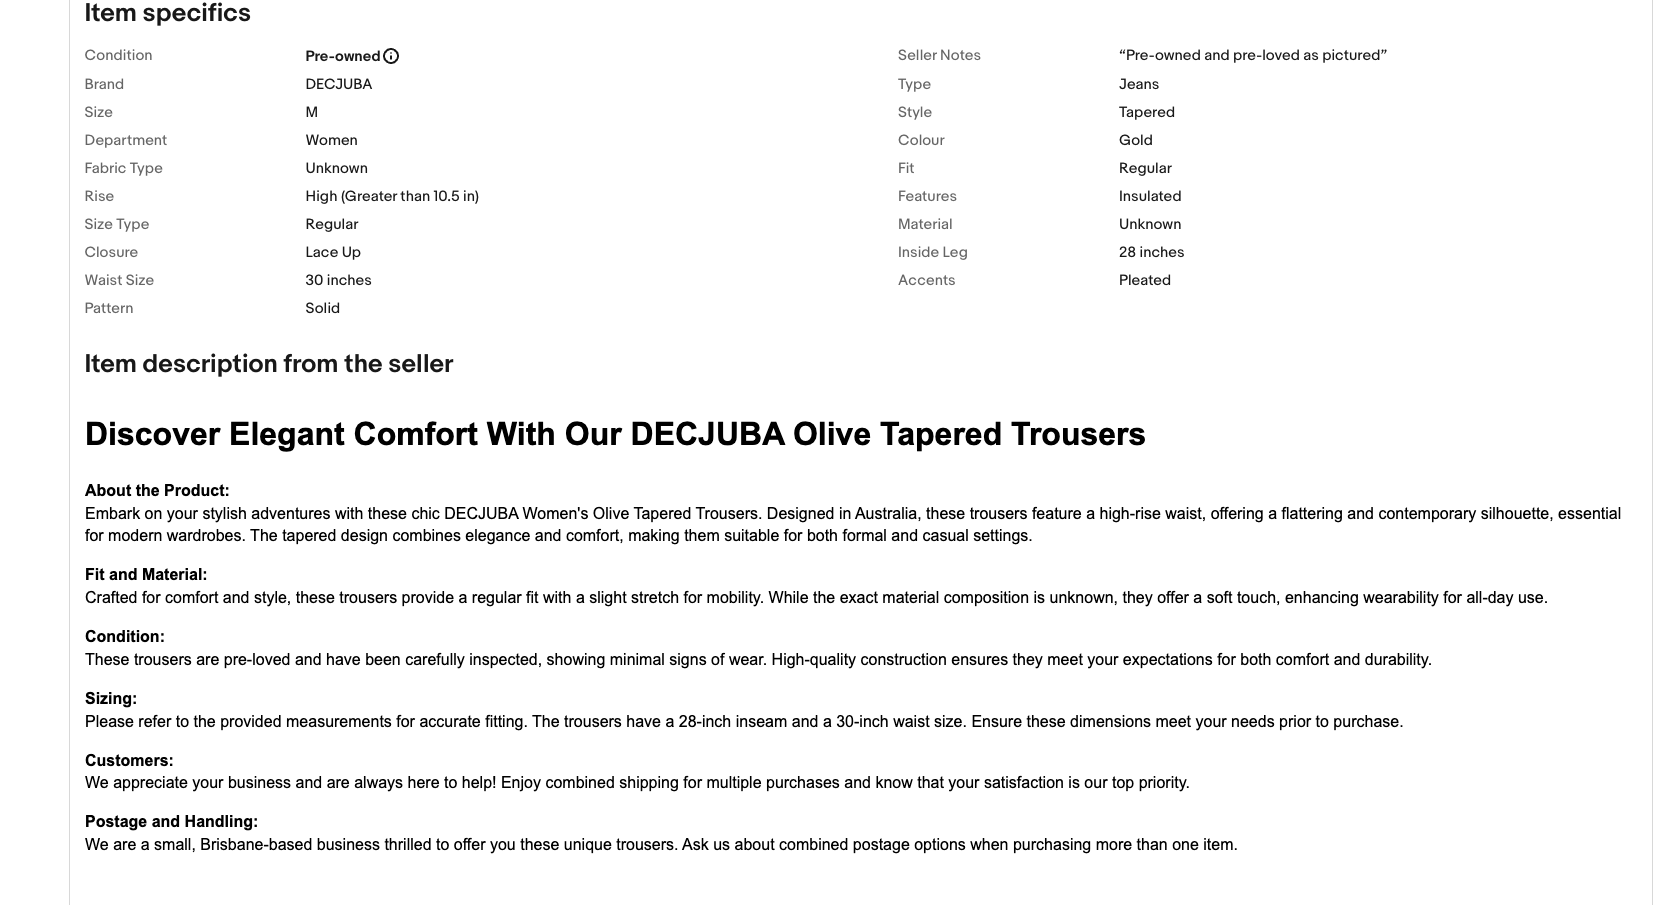 Item specifics
Condition Pre-owned Seller Notes “Pre-owned and pre-loved as pictured”
Brand DECJUBA Type Jeans
Size M Style Tapered
Department Women Colour Gold
Fabric Type Unknown Fit Regular
Rise High (Greater than 10.5 in) Features Insulated
Size Type Regular Material Unknown
Closure Lace Up Inside Leg 28 inches
Waist Size 30 inches Accents Pleated
Pattern Solid
Item description from the seller
Discover Elegant Comfort With Our DECJUBA Olive Tapered Trousers
About the Product:
Embark on your stylish adventures with these chic DECJUBA Women's Olive Tapered Trousers. Designed in Australia, these trousers feature a high-rise waist, offering a flattering and contemporary silhouette, essential
for modern wardrobes. The tapered design combines elegance and comfort, making them suitable for both formal and casual settings.
Fit and Material:
Crafted for comfort and style, these trousers provide a regular fit with a slight stretch for mobility. While the exact material composition is unknown, they offer a soft touch, enhancing wearability for all-day use.
Condition:
These trousers are pre-loved and have been carefully inspected, showing minimal signs of wear. High-quality construction ensures they meet your expectations for both comfort and durability.
Sizing:
Please refer to the provided measurements for accurate fitting. The trousers have a 28-inch inseam and a 30-inch waist size. Ensure these dimensions meet your needs prior to purchase.
Customers:
We appreciate your business and are always here to help! Enjoy combined shipping for multiple purchases and know that your satisfaction is our top priority.
Postage and Handling:
We are a small, Brisbane-based business thrilled to offer you these unique trousers. Ask us about combined postage options when purchasing more than one item.